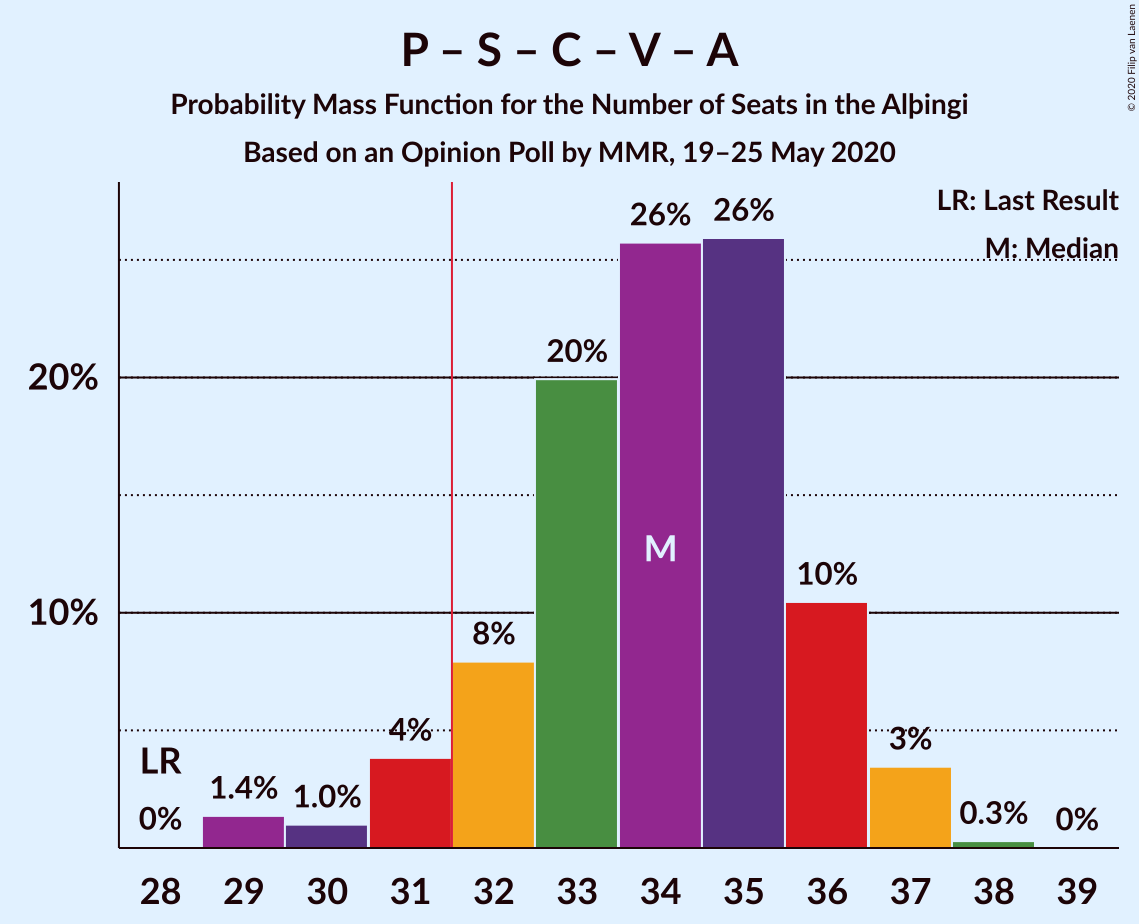 P – S – C – V – A
Probability Mass Function for the Number of Seats in the Alþingi
Based on an Opinion Poll by MMR, 19–25 May 2020
© 2020 Filip van Laenen
LR: Last Result
M: Median
20%
10%
LR
0%
1.4%
1.0%
4%
8%
20%
26%
26%
10%
3%
0.3%
0%
M
28 29 30 31 32 33 34 35 36 37 38 39